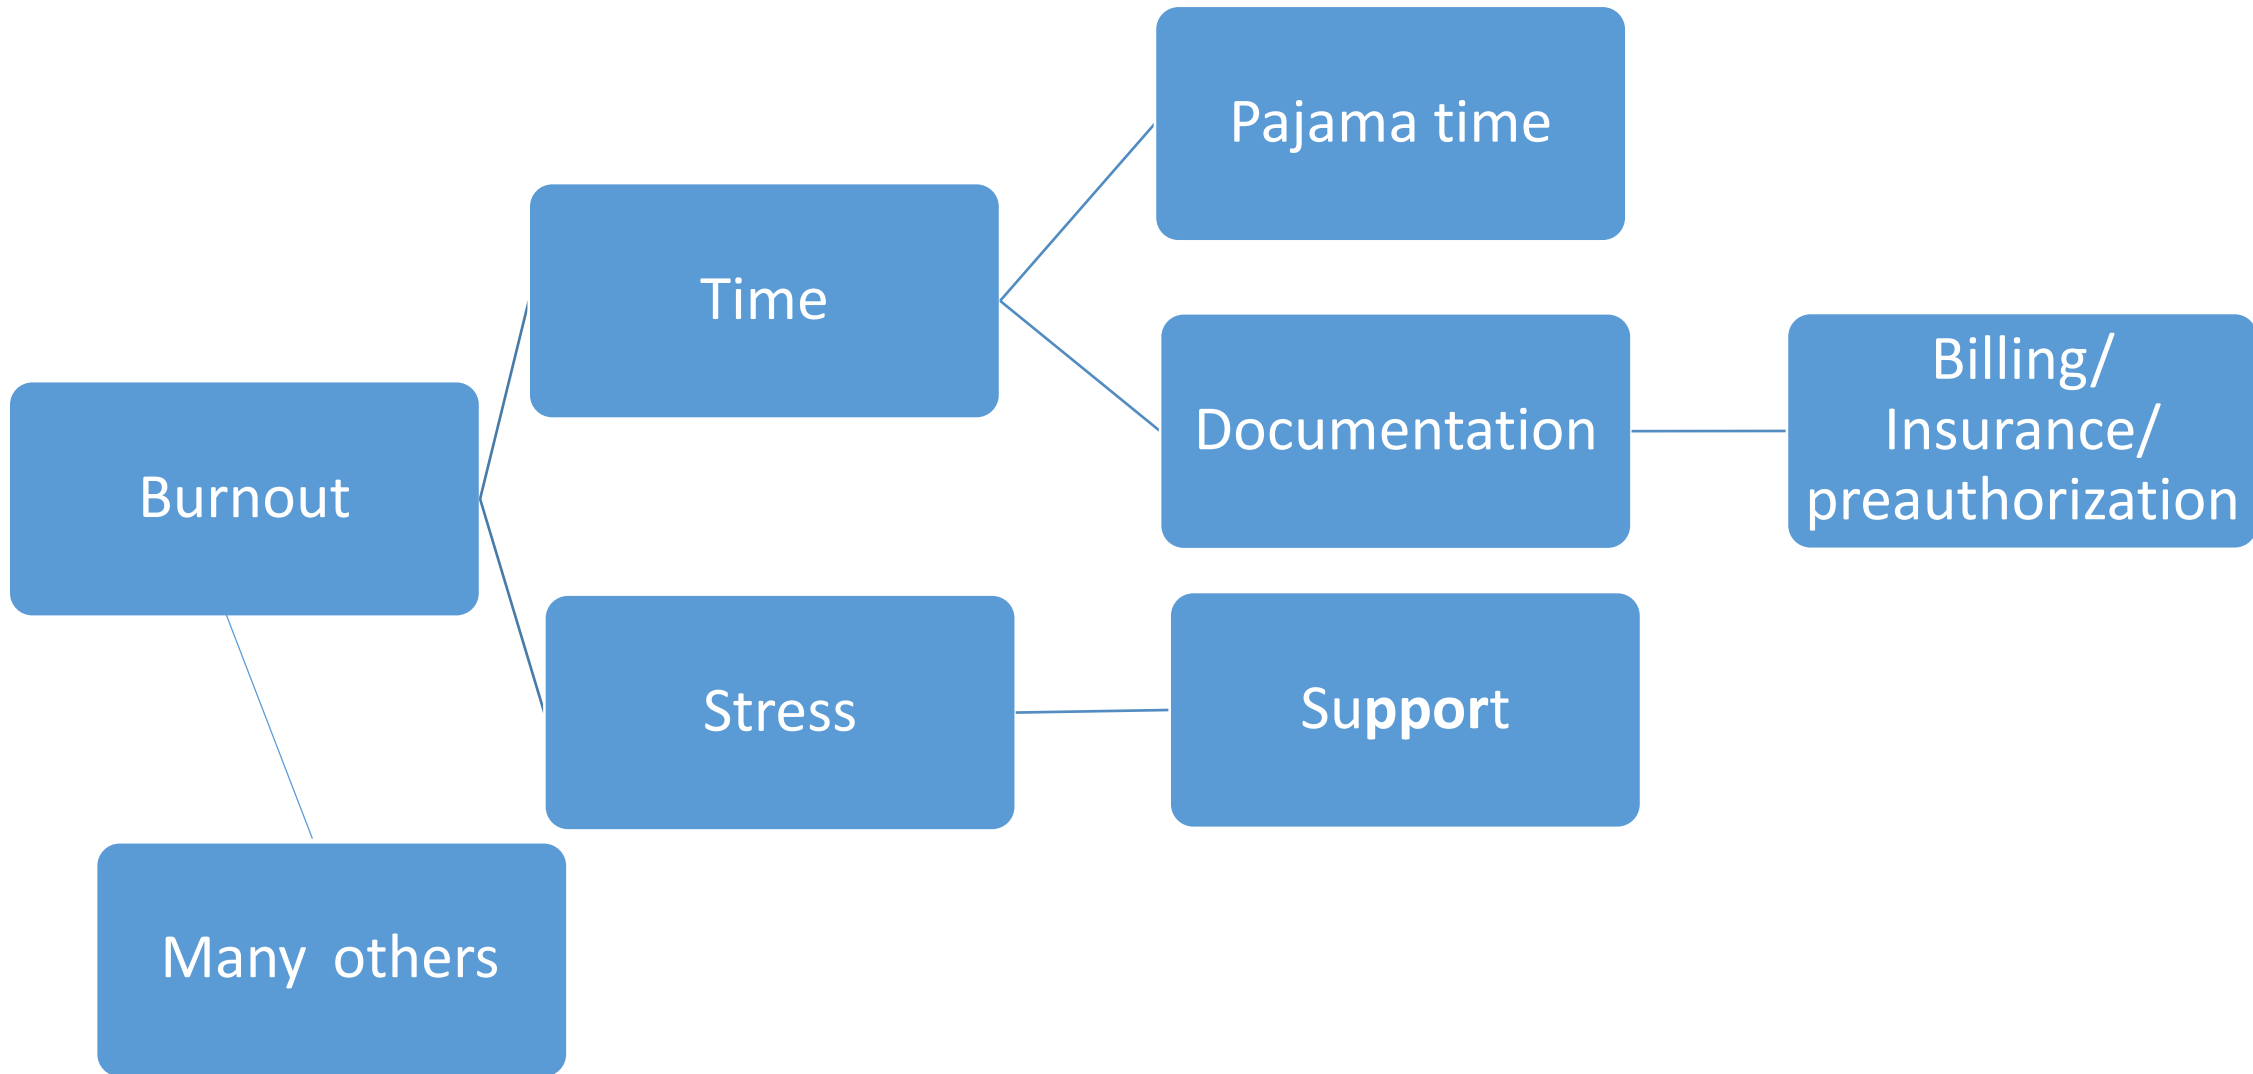 Pajama time
Time
Billing/
Insurance/
preauthorization
Documentation
Burnout
Stress
Support
Many others